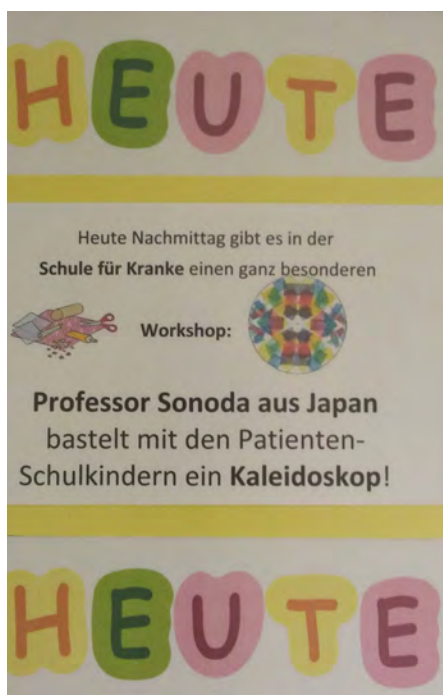 HEUTE
Heute Nachmittag gibt es in der
Schule für Kranke einen ganz besonderen
Workshop:
Professor Sonoda aus Japan
bastelt mit den Patienten-
Schulkindern ein Kaleidoskop!
HEUTE